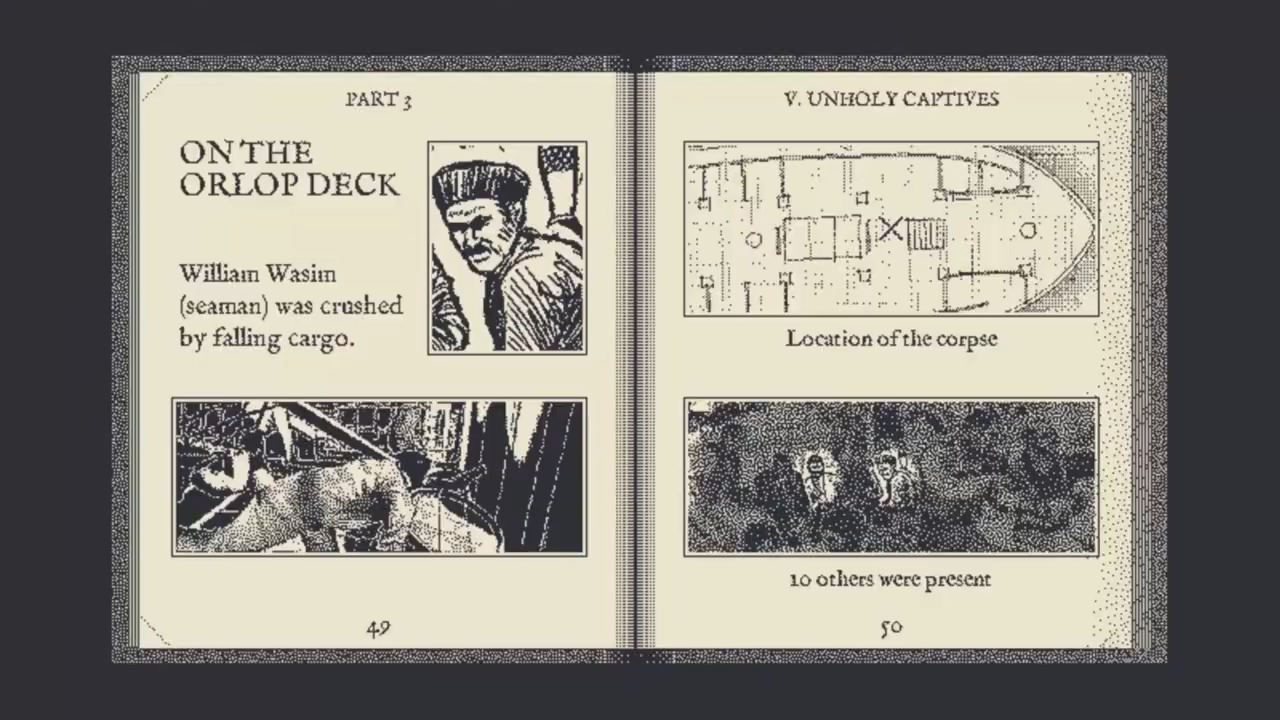 PART 3
ON THE
ORLOP DECK
William Wasim
(seaman) was crushed
by falling cargo.
49
V. UNHOLY CAPTIVES
Location of the corpse
10 others were present
50